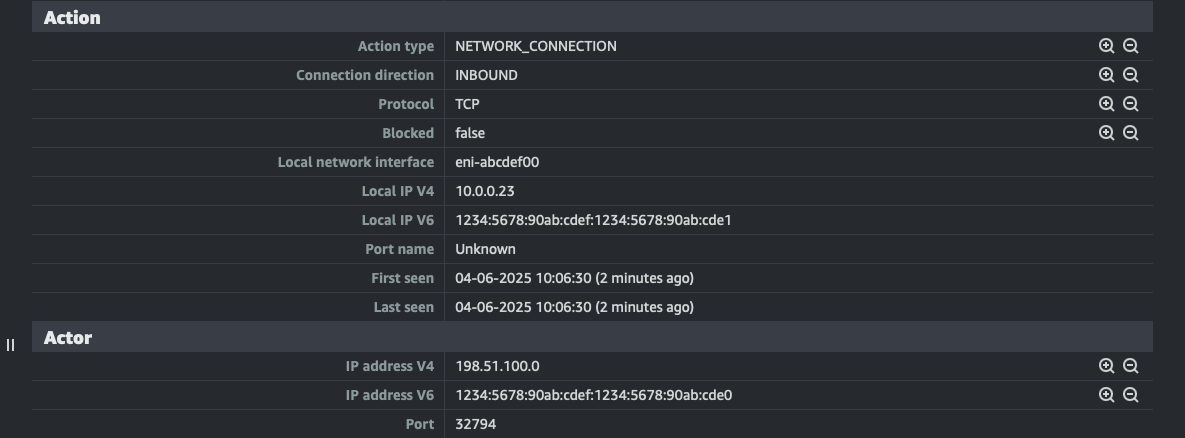 Action
Action type NETWORK_CONNECTION
Connection direction INBOUND
Protocol TCP
Blocked false
Local network interface eni-abcdef00
Local IP V4 10.0.0.23
Local IP V6 1234:5678:90ab:cdef:1234:5678:90ab:cde1
Port name Unknown
First seen 04-06-2025 10:06:30 (2 minutes ago)
Last seen 04-06-2025 10:06:30 (2 minutes ago)
Actor
IP address V4 198.51.100.0
IP address V6 1234:5678:90ab:cdef:1234:5678:90ab:cde0
Port 32794